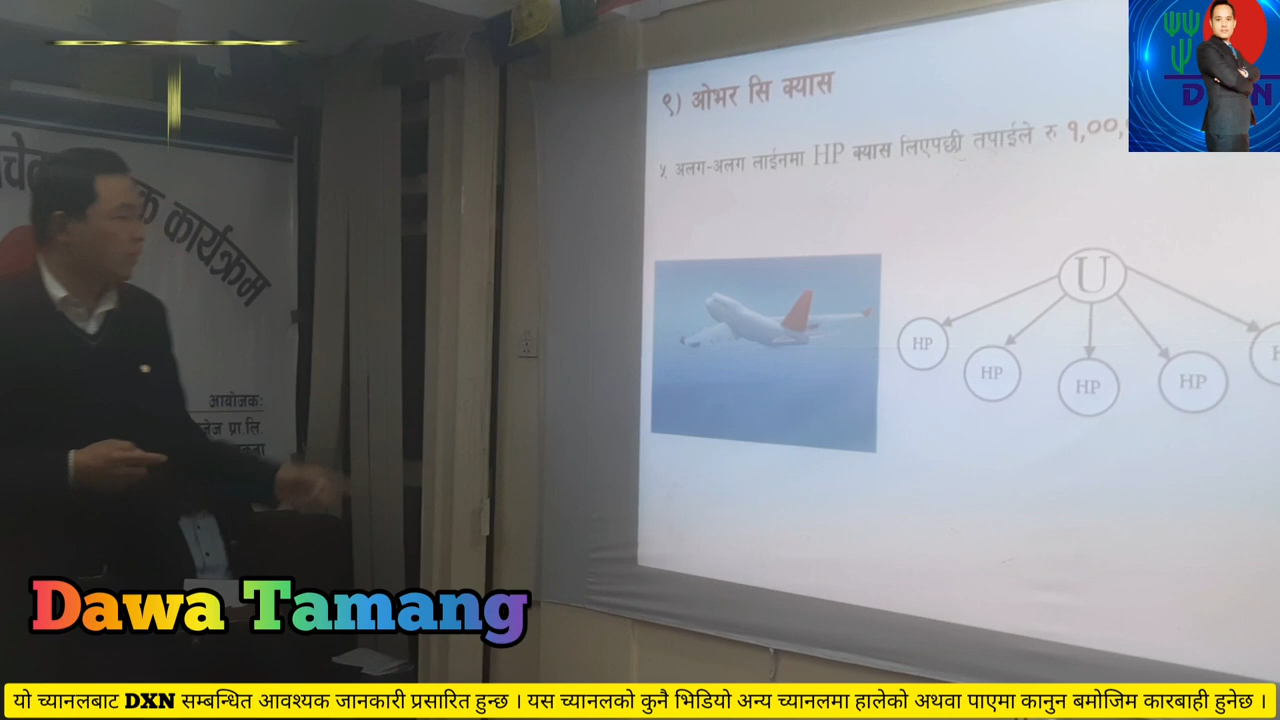 ९) ओभर सि क्यास
५ अलग-अलग लाईनमा HP क्यास लिएपछी तपाईले रु १,००,
U
HP
HP
HP
HP
DXN
कार्यक्रम
आयोजकः
प्रा.लि.
Dawa Tamang
यो च्यानलबाट DXN सम्बन्धित आवश्यक जानकारी प्रसारित हुन्छ । यस च्यानलको कुनै भिडियो अन्य च्यानलमा हालेको अथवा पाएमा कानुन बमोजिम कारबाही हुनेछ ।